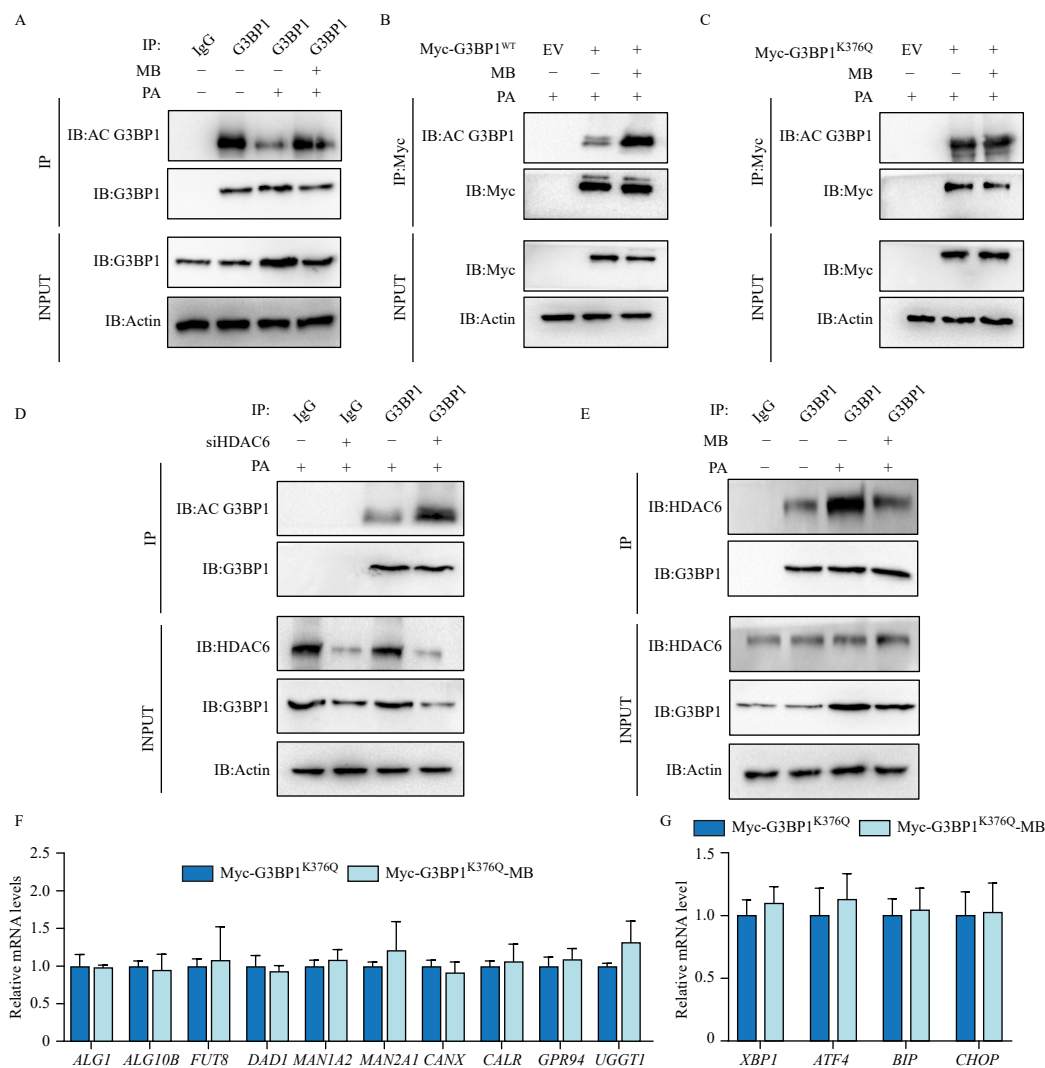 A
IP: IgG G3BP1 G3BP1 G3BP1
MB − − − +
PA − − + +
IP
IB:AC G3BP1
IB:G3BP1
INPUT
IB:G3BP1
IB:Actin
B
Myc-G3BP1WT EV + +
MB − − +
PA + + +
IP:Myc
IB:AC G3BP1
IB:Myc
INPUT
IB:Myc
IB:Actin
C
Myc-G3BP1K376Q EV + +
MB − − +
PA + + +
IP:Myc
IB:AC G3BP1
IB:Myc
INPUT
IB:Myc
IB:Actin
D
IP: IgG IgG G3BP1 G3BP1
siHDAC6 − + − +
PA + + + +
IP
IB:AC G3BP1
IB:G3BP1
INPUT
IB:HDAC6
IB:G3BP1
IB:Actin
E
IP: IgG G3BP1 G3BP1 G3BP1
MB − − − +
PA − − + +
IP
IB:HDAC6
IB:G3BP1
INPUT
IB:HDAC6
IB:G3BP1
IB:Actin
F
Myc-G3BP1K376Q Myc-G3BP1K376Q-MB
Relative mRNA levels
2.5
2.0
1.5
1.0
0.5
0
ALG1 ALG10B FUT8 DAD1 MAN1A2 MAN2A1 CANX CALR GPR94 UGGT1
G
Myc-G3BP1K376Q Myc-G3BP1K376Q-MB
Relative mRNA level
1.5
1.0
0.5
0
XBP1 ATF4 BIP CHOP